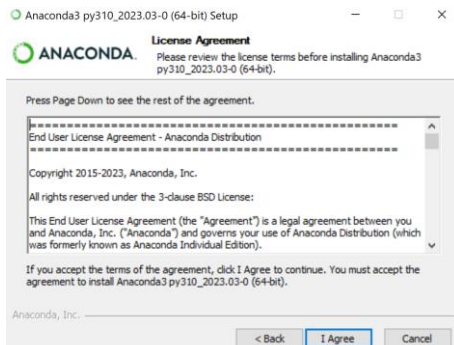 Anaconda3 py310_2023.03-0 (64-bit) Setup
ANACONDA.
License Agreement
Please review the license terms before installing Anaconda3
py310_2023.03-0 (64-bit).
Press Page Down to see the rest of the agreement.
==================================================
End User License Agreement - Anaconda Distribution
==================================================
Copyright 2015-2023, Anaconda, Inc.
All rights reserved under the 3-clause BSD License:
This End User License Agreement (the "Agreement") is a legal agreement between you
and Anaconda, Inc. ("Anaconda") and governs your use of Anaconda Distribution (which
was formerly known as Anaconda Individual Edition).
If you accept the terms of the agreement, click I Agree to continue. You must accept the
agreement to install Anaconda3 py310_2023.03-0 (64-bit).
Anaconda, Inc.
< Back
I Agree
Cancel